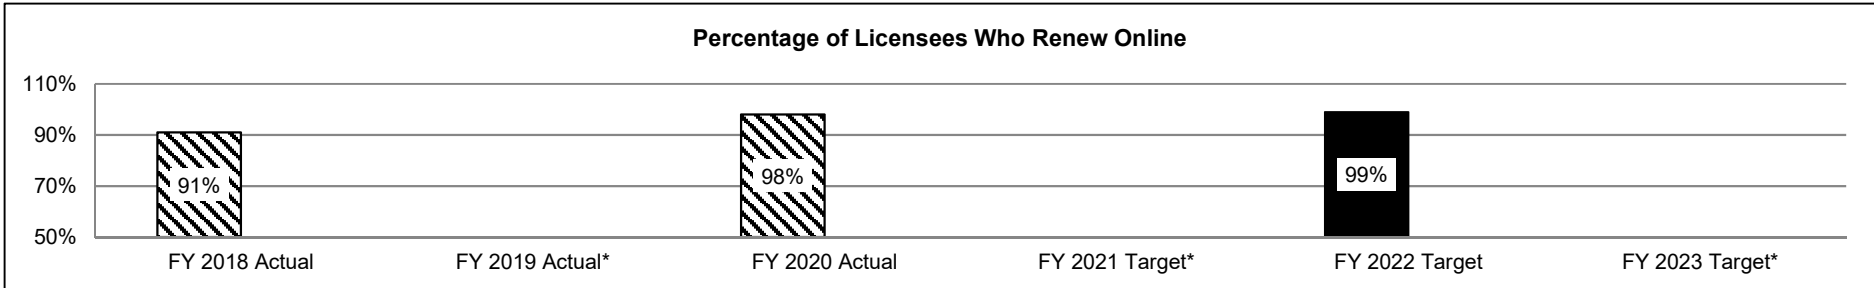 Percentage of Licensees Who Renew Online
110%
90%
70%
50%
91%
98%
99%
FY 2018 Actual
FY 2019 Actual*
FY 2020 Actual
FY 2021 Target*
FY 2022 Target
FY 2023 Target*